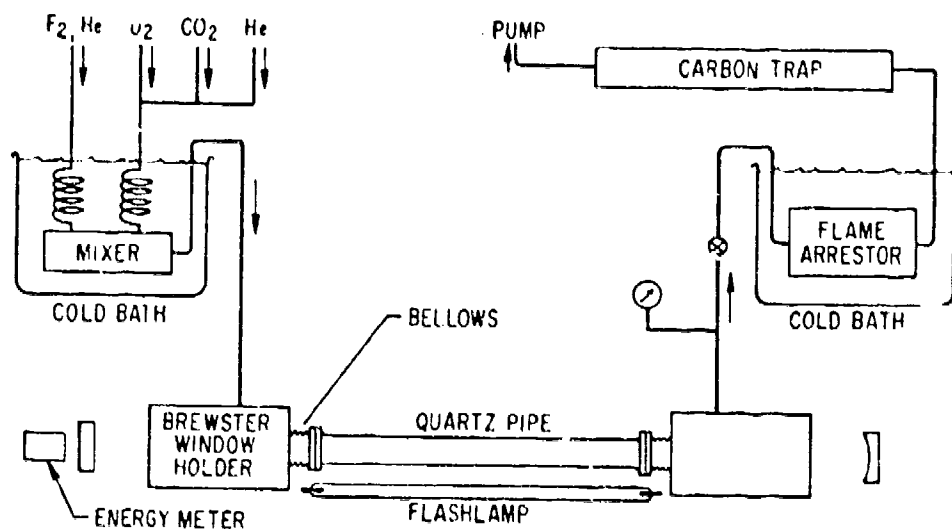 F2, He CO2 He
PUMP
CARBON TRAP
MIXER
FLAME
ARRESTOR
COLD BATH
COLD BATH
BELLOWS
BREWSTER
WINDOW
HOLDER
QUARTZ PIPE
FLASHLAMP
ENERGY METER